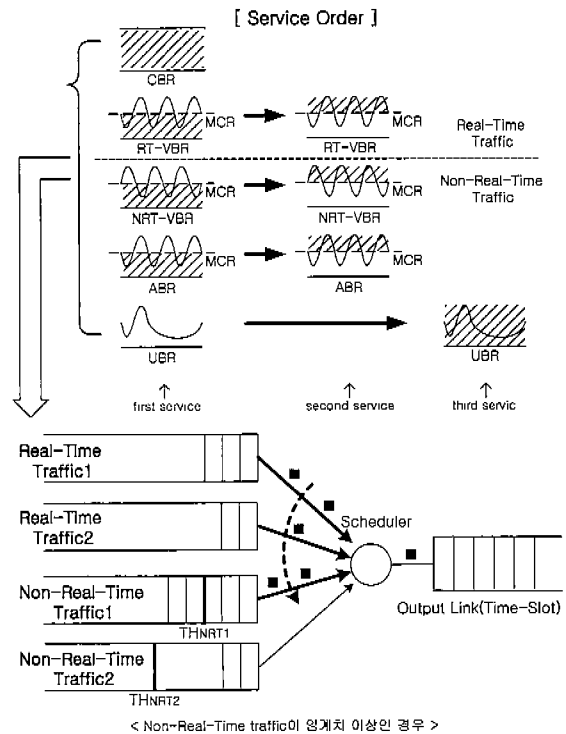 [ Service Order ]
CBR
MCR
RT-VBR
MCR
RT-VBR
Real-Time
Traffic
MCR
NRT-VBR
MCR
NRT-VBR
Non-Real-Time
Traffic
MCR
ABR
MCR
ABR
UBR
UBR
first service
second service
third servic
Real-Time
Traffic1
Real-Time
Traffic2
Scheduler
Non-Real-Time
Traffic1
THNRT1
Output Link(Time-Slot)
Non-Real-Time
Traffic2
THNRT2
< Non-Real-Time traffic이 임계치 이상인 경우 >